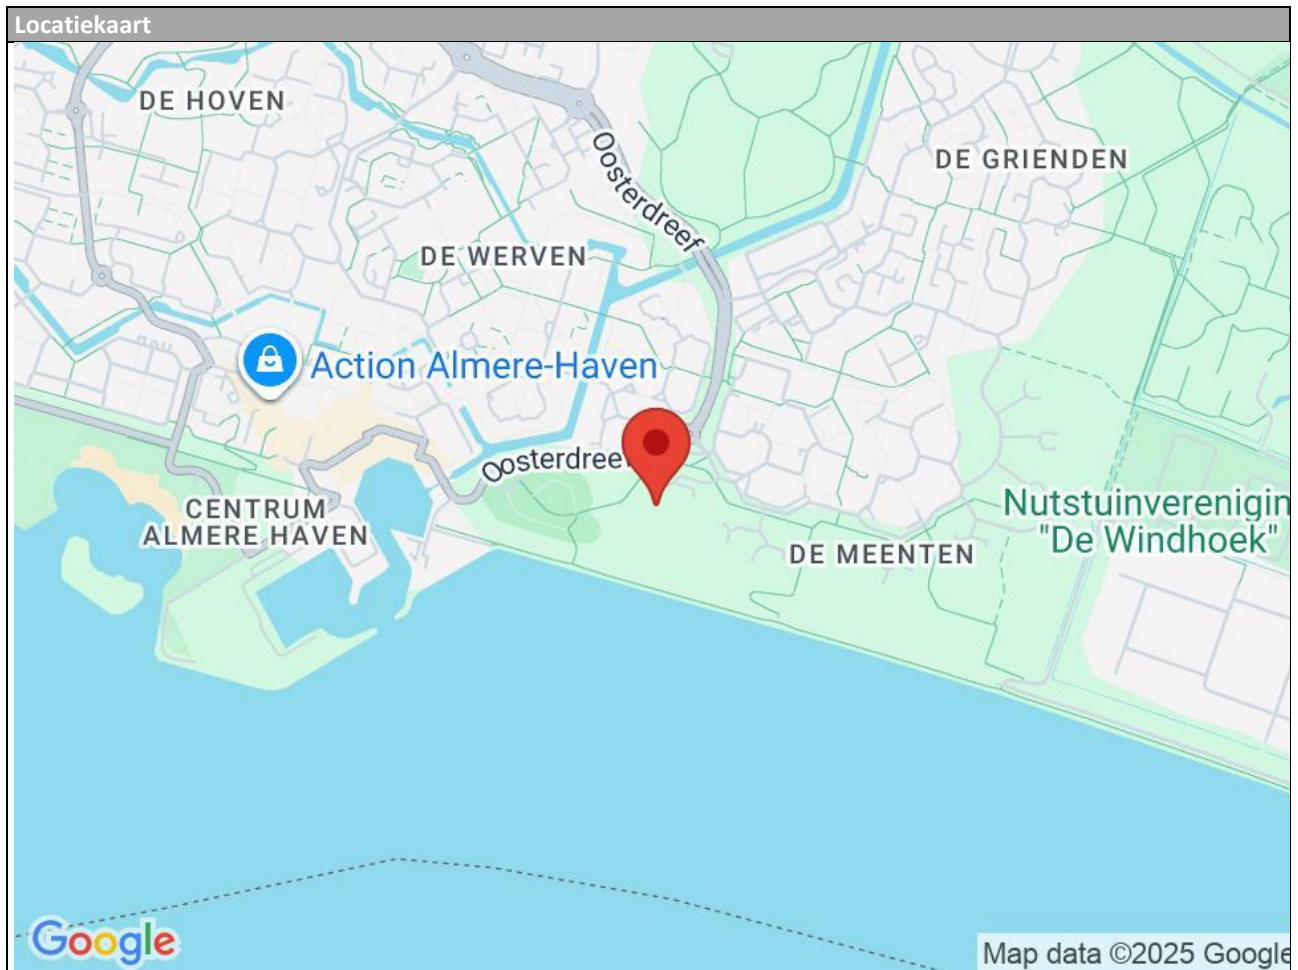 Locatiekaart
DE HOVEN
Oosterdreef
DE GRIENDEN
DE WERVEN
Action Almere-Haven
Oosterdree
CENTRUM
ALMERE HAVEN
DE MEENTEN
Nutstuinverenigin
"De Windhoek"
Google
Map data ©2025 Google